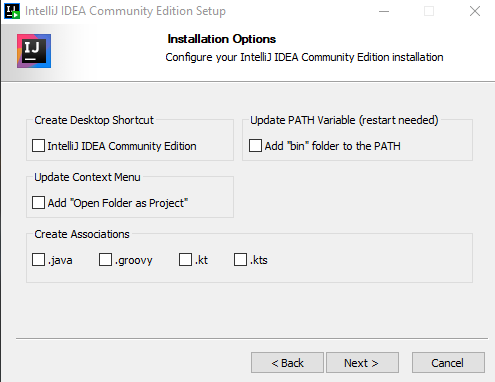 IntelliJ IDEA Community Edition Setup
IJ
Installation Options
Configure your IntelliJ IDEA Community Edition installation
Create Desktop Shortcut
IntelliJ IDEA Community Edition
Update PATH Variable (restart needed)
Add "bin" folder to the PATH
Update Context Menu
Add "Open Folder as Project"
Create Associations
.java .groovy .kt .kts
< Back Next > Cancel